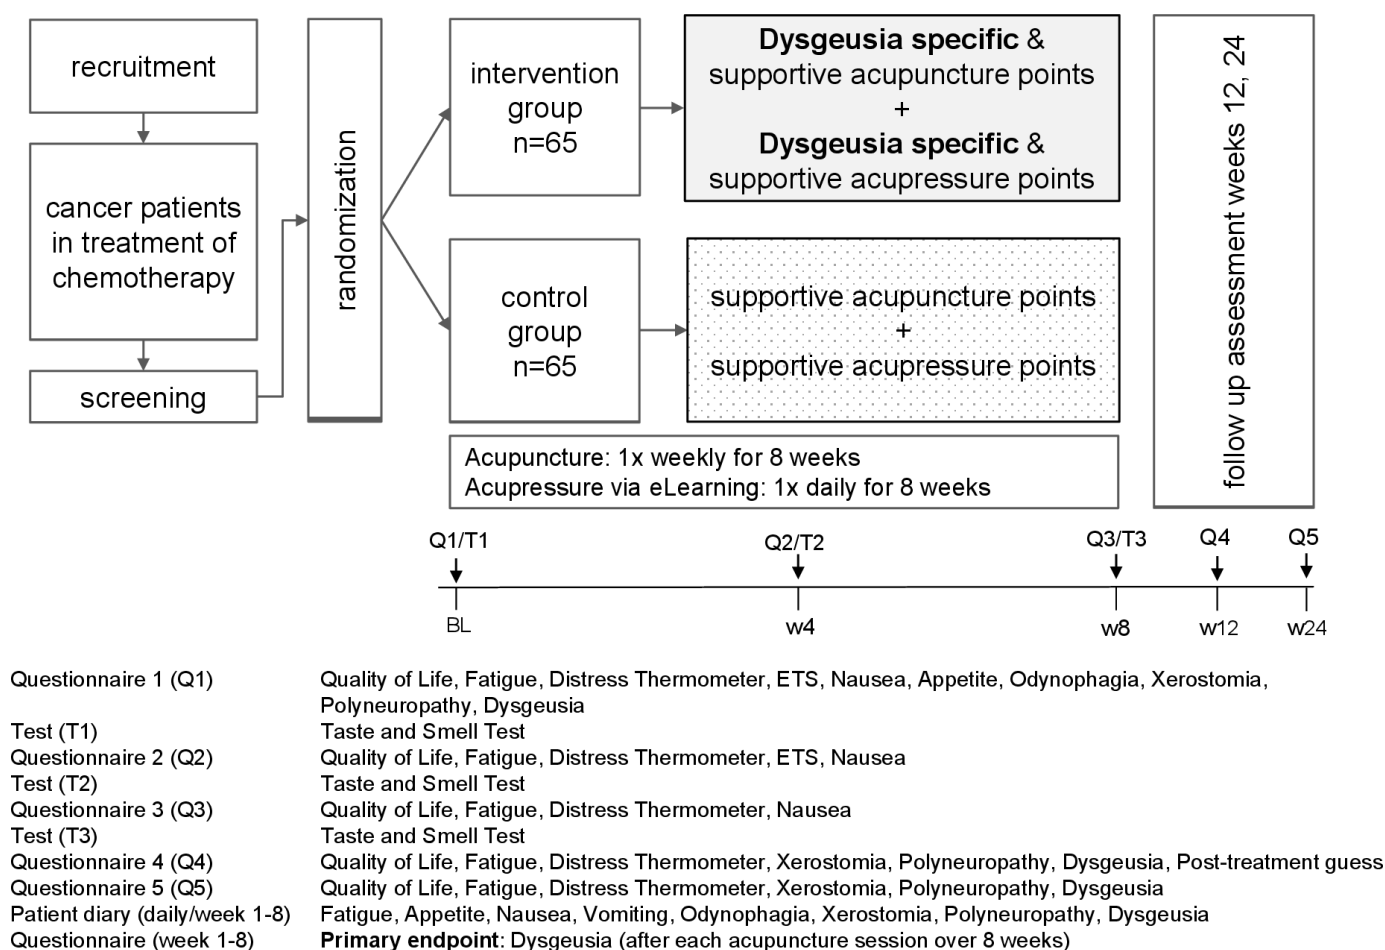 recruitment
cancer patients
in treatment of
chemotherapy
screening
randomization
intervention
group
n=65
Dysgeusia specific &
supportive acupuncture points
+
Dysgeusia specific &
supportive acupressure points
control
group
n=65
supportive acupuncture points
+
supportive acupressure points
Acupuncture: 1x weekly for 8 weeks
Acupressure via eLearning: 1x daily for 8 weeks
follow up assessment weeks 12, 24
Q1/T1 Q2/T2 Q3/T3 Q4 Q5
BL w4 w8 w12 w24
Questionnaire 1 (Q1) Quality of Life, Fatigue, Distress Thermometer, ETS, Nausea, Appetite, Odynophagia, Xerostomia,
Polyneuropathy, Dysgeusia
Test (T1) Taste and Smell Test
Questionnaire 2 (Q2) Quality of Life, Fatigue, Distress Thermometer, ETS, Nausea
Test (T2) Taste and Smell Test
Questionnaire 3 (Q3) Quality of Life, Fatigue, Distress Thermometer, Nausea
Test (T3) Taste and Smell Test
Questionnaire 4 (Q4) Quality of Life, Fatigue, Distress Thermometer, Xerostomia, Polyneuropathy, Dysgeusia, Post-treatment guess
Questionnaire 5 (Q5) Quality of Life, Fatigue, Distress Thermometer, Xerostomia, Polyneuropathy, Dysgeusia
Patient diary (daily/week 1-8) Fatigue, Appetite, Nausea, Vomiting, Odynophagia, Xerostomia, Polyneuropathy, Dysgeusia
Questionnaire (week 1-8) Primary endpoint: Dysgeusia (after each acupuncture session over 8 weeks)